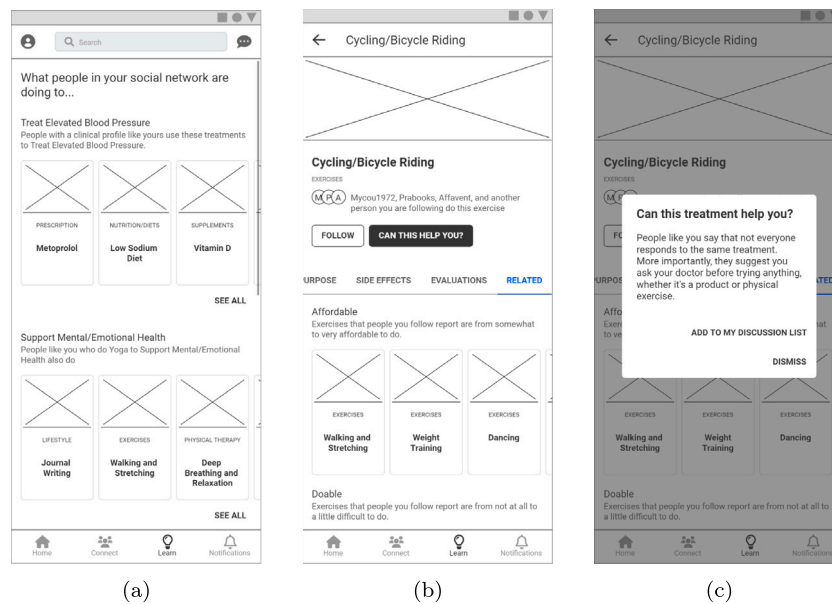 Search
What people in your social network are
doing to...
Treat Elevated Blood Pressure
People with a clinical profile like yours use these treatments
to Treat Elevated Blood Pressure.
PRESCRIPTION
Metoprolol
NUTRITION/DIETS
Low Sodium
Diet
SUPPLEMENTS
Vitamin D
SEE ALL
Support Mental/Emotional Health
People like you who do Yoga to Support Mental/Emotional
Health also do
LIFESTYLE
Journal
Writing
EXERCISES
Walking and
Stretching
PHYSICAL THERAPY
Deep
Breathing and
Relaxation
SEE ALL
Home
Connect
Learn
Notifications
(a)
Cycling/Bicycle Riding
Cycling/Bicycle Riding
EXERCISES
M P A
Mycou1972, Prabooks, Affavent, and another
person you are following do this exercise
FOLLOW
CAN THIS HELP YOU?
URPOSE SIDE EFFECTS EVALUATIONS RELATED
Affordable
Exercises that people you follow report are from somewhat
to very affordable to do.
EXERCISES
Walking and
Stretching
EXERCISES
Weight
Training
EXERCISES
Dancing
Doable
Exercises that people you follow report are from not at all to
a little difficult to do.
Home
Connect
Learn
Notifications
(b)
Cycling/Bicycle Riding
Cycling/Bicycle Riding
EXERCISES
Can this treatment help you?
People like you say that not everyone
responds to the same treatment.
More importantly, they suggest you
ask your doctor before trying anything,
whether it's a product or physical
exercise.
ADD TO MY DISCUSSION LIST
DISMISS
EXERCISES
Walking and
Stretching
EXERCISES
Weight
Training
EXERCISES
Dancing
Doable
Exercises that people you follow report are from not at all to
a little difficult to do.
Home
Connect
Learn
Notifications
(c)